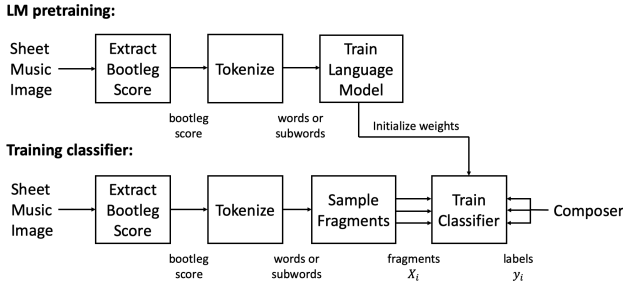 LM pretraining:
Sheet
Music
Image
Extract
Bootleg
Score
Tokenize
Train
Language
Model
bootleg
score
words or
subwords
Initialize weights
Training classifier:
Sheet
Music
Image
Extract
Bootleg
Score
Tokenize
Sample
Fragments
Train
Classifier
Composer
bootleg
score
words or
subwords
fragments
X_i
labels
y_i